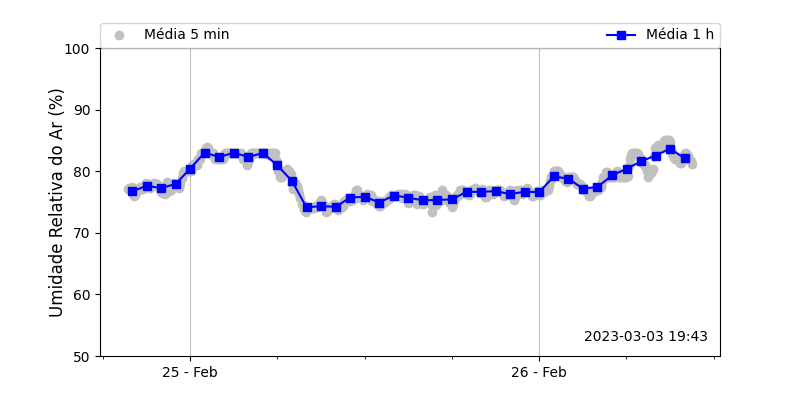 Média 5 min
Média 1 h
100
90
80
70
60
50
Umidade Relativa do Ar (%)
2023-03-03 19:43
25 - Feb
26 - Feb